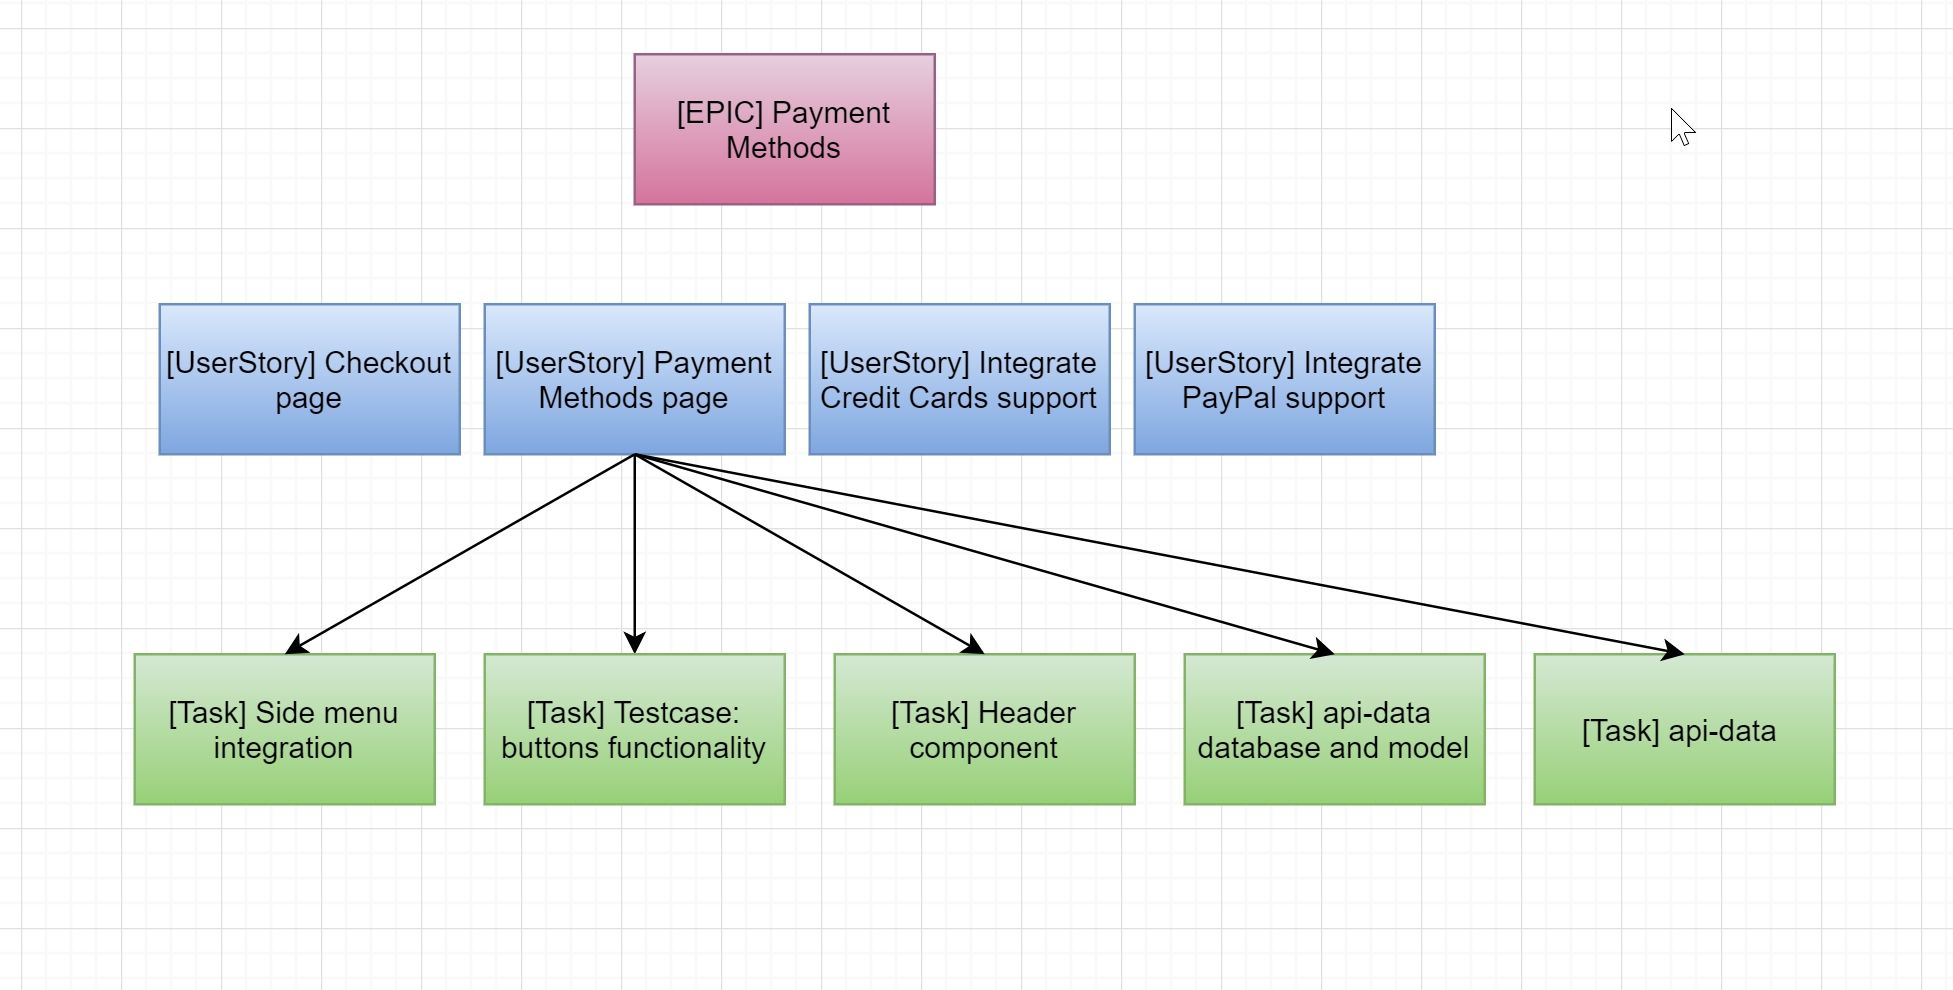 [EPIC] Payment
Methods
[UserStory] Checkout
page
[UserStory] Payment
Methods page
[UserStory] Integrate
Credit Cards support
[UserStory] Integrate
PayPal support
[Task] Side menu
integration
[Task] Testcase:
buttons functionality
[Task] Header
component
[Task] api-data
database and model
[Task] api-data